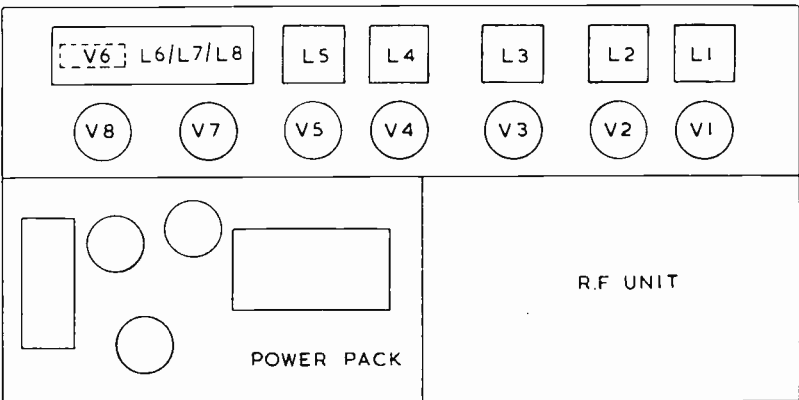 V6 L6/L7/L8 L5 L4 L3 L2 L1
V8 V7 V5 V4 V3 V2 V1
R.F UNIT
POWER PACK